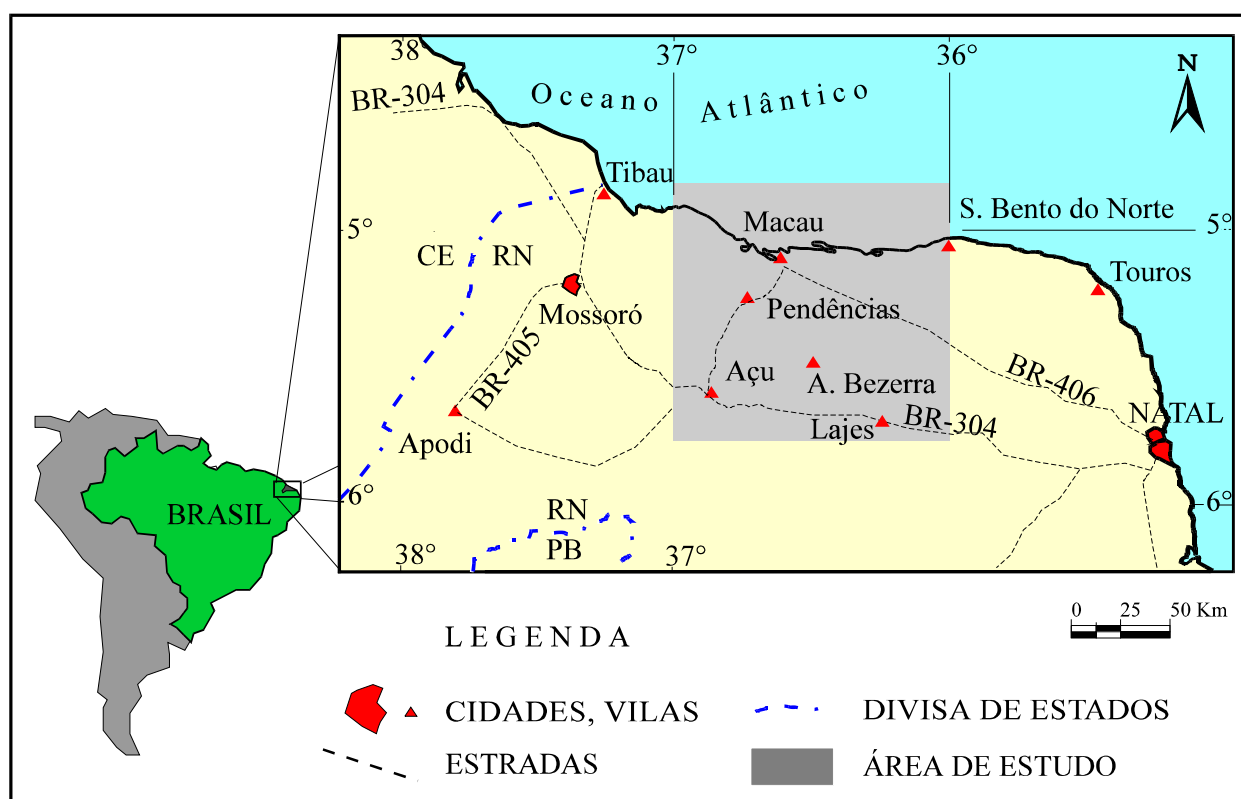 38°
37°
36°
N
Oceano Atlântico
BR-304
Tibau
S. Bento do Norte
5°
5°
Macau
CE
RN
Touros
Mossoró
Pendências
BR-405
Açu
A. Bezerra
BR-406
NATAL
Apodi
Lajes
BR-304
6°
6°
RN
PB
38°
37°
BRASIL
0 25 50 Km
LEGENDA
CIDADES, VILAS
DIVISA DE ESTADOS
ESTRADAS
ÁREA DE ESTUDO